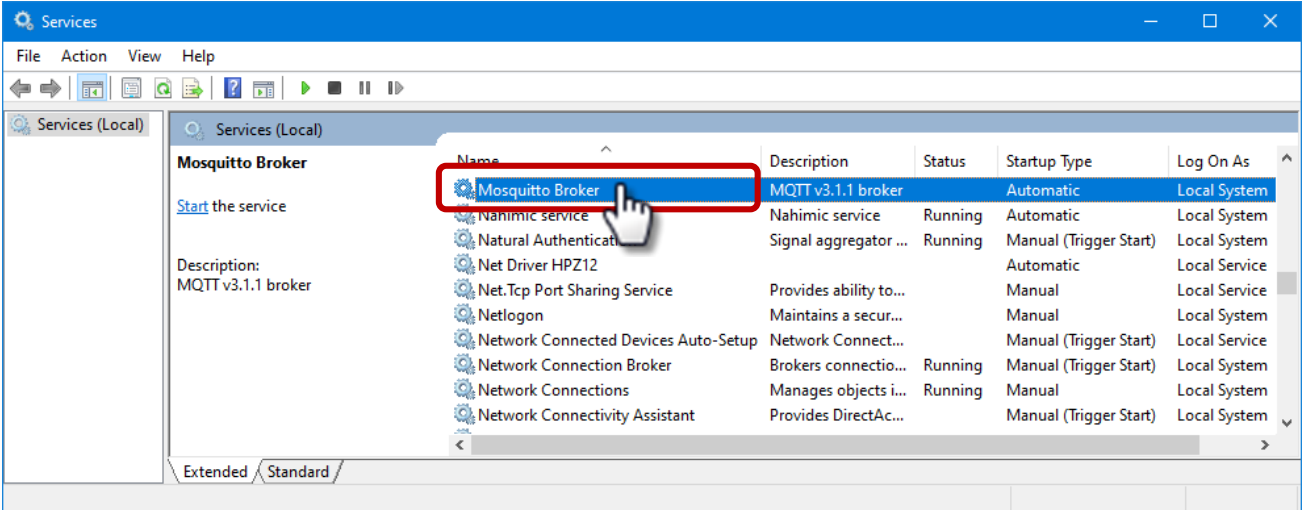 Services
File Action View Help
Services (Local)
Services (Local)
Mosquitto Broker
Start the service
Description:
MQTT v3.1.1 broker
Name Description Status Startup Type Log On As
Mosquitto Broker MQTT v3.1.1 broker Automatic Local System
Nahimic service Nahimic service Running Automatic Local System
Natural Signal aggregator ... Running Manual (Trigger Start) Local System
Net Driver HPZ12 Automatic Local Service
Net.Tcp Port Sharing Service Provides ability to... Manual Local Service
Netlogon Maintains a secur... Manual Local System
Network Connected Devices Auto-Setup Network Connect... Manual (Trigger Start) Local Service
Network Connection Broker Brokers connectio... Running Manual (Trigger Start) Local System
Network Connections Manages objects i... Running Manual Local System
Network Connectivity Assistant Provides DirectAc... Manual (Trigger Start) Local System
Extended Standard